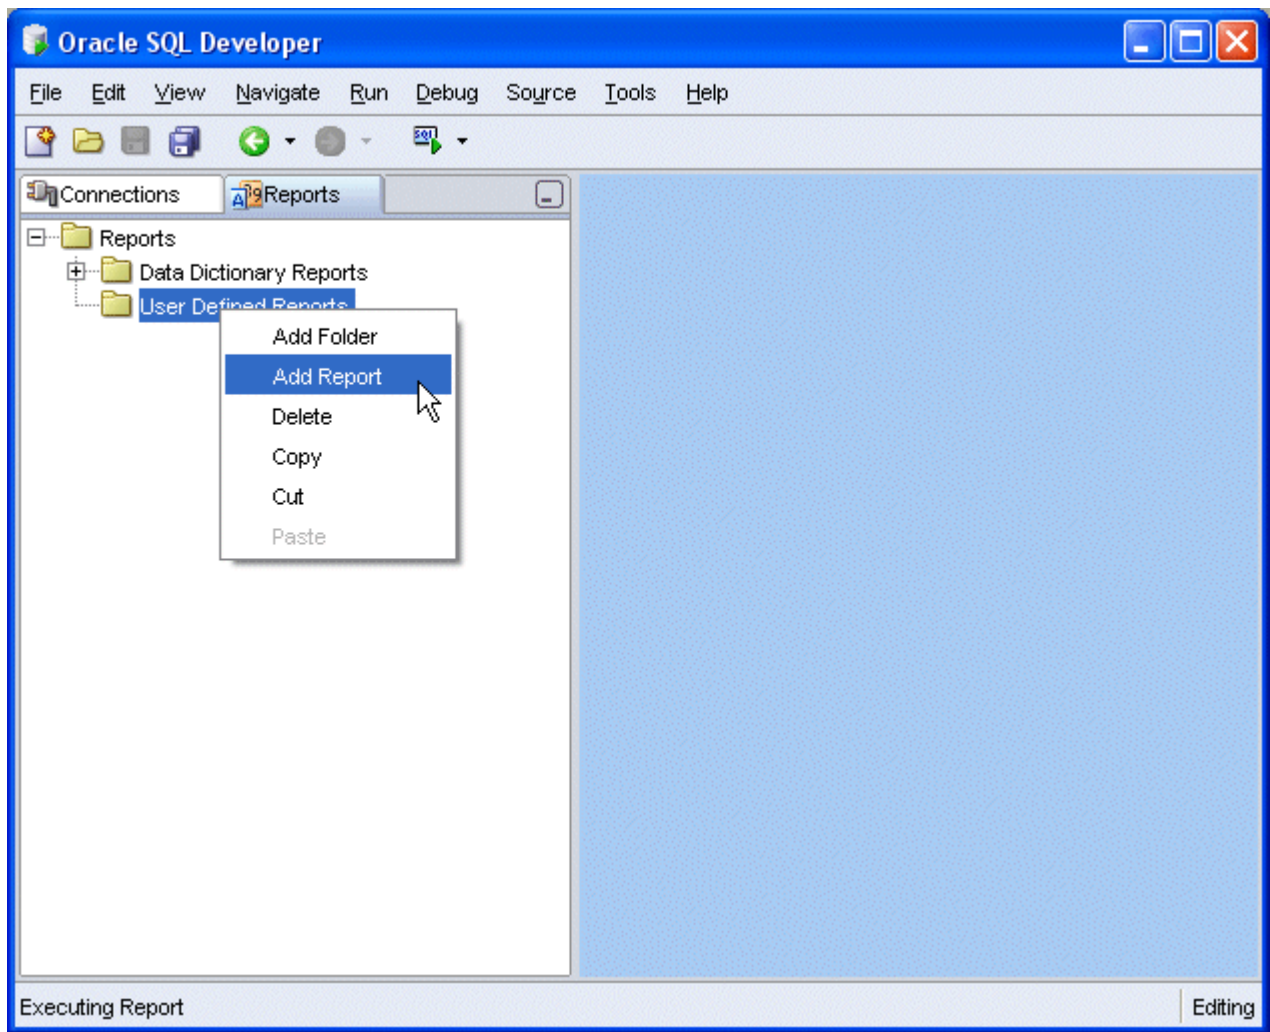 Oracle SQL Developer
File Edit View Navigate Run Debug Source Tools Help
SQL
Connections Reports
Reports
Data Dictionary Reports
User Defined Reports
Add Folder
Add Report
Delete
Copy
Cut
Paste
Executing Report Editing